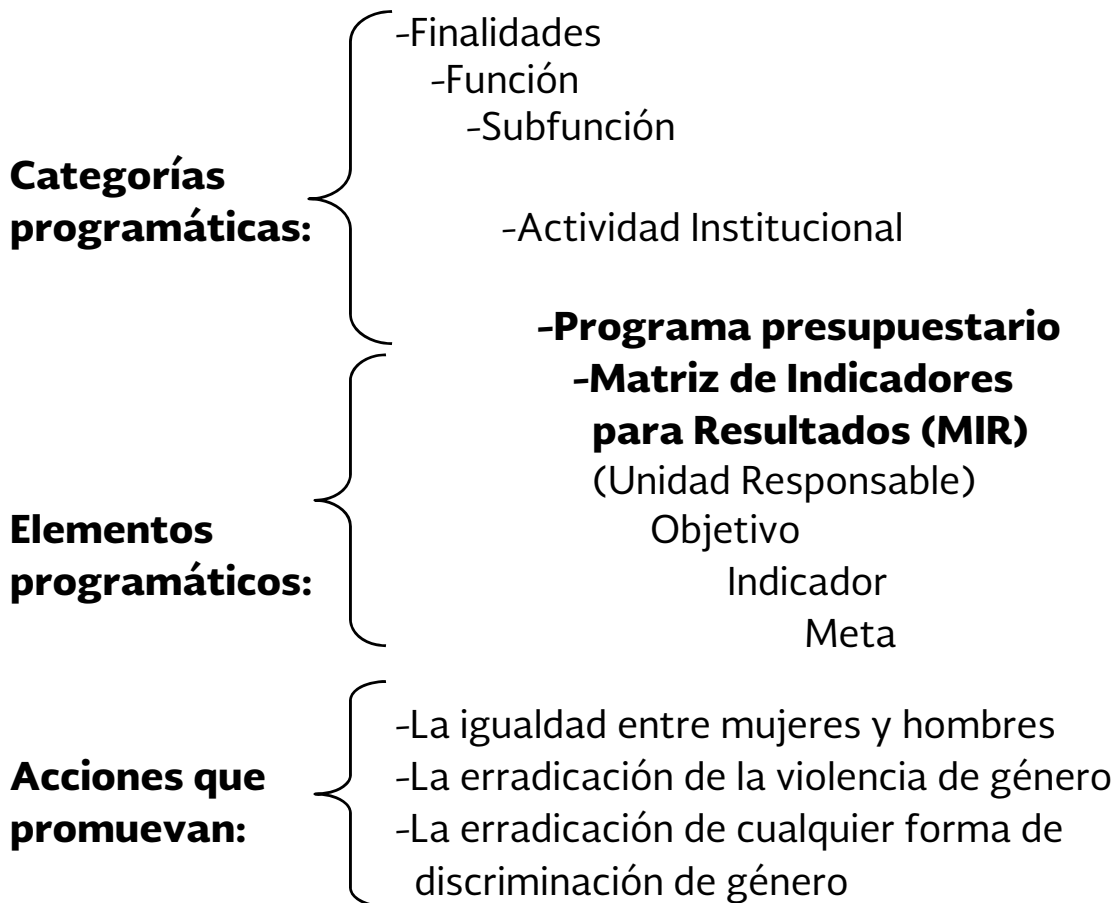 -Finalidades
-Función
-Subfunción
Categorías
programáticas:
-Actividad Institucional
-Programa presupuestario
-Matriz de Indicadores
para Resultados (MIR)
(Unidad Responsable)
Elementos
programáticos:
Objetivo
Indicador
Meta
Acciones que
promuevan:
-La igualdad entre mujeres y hombres
-La erradicación de la violencia de género
-La erradicación de cualquier forma de
discriminación de género